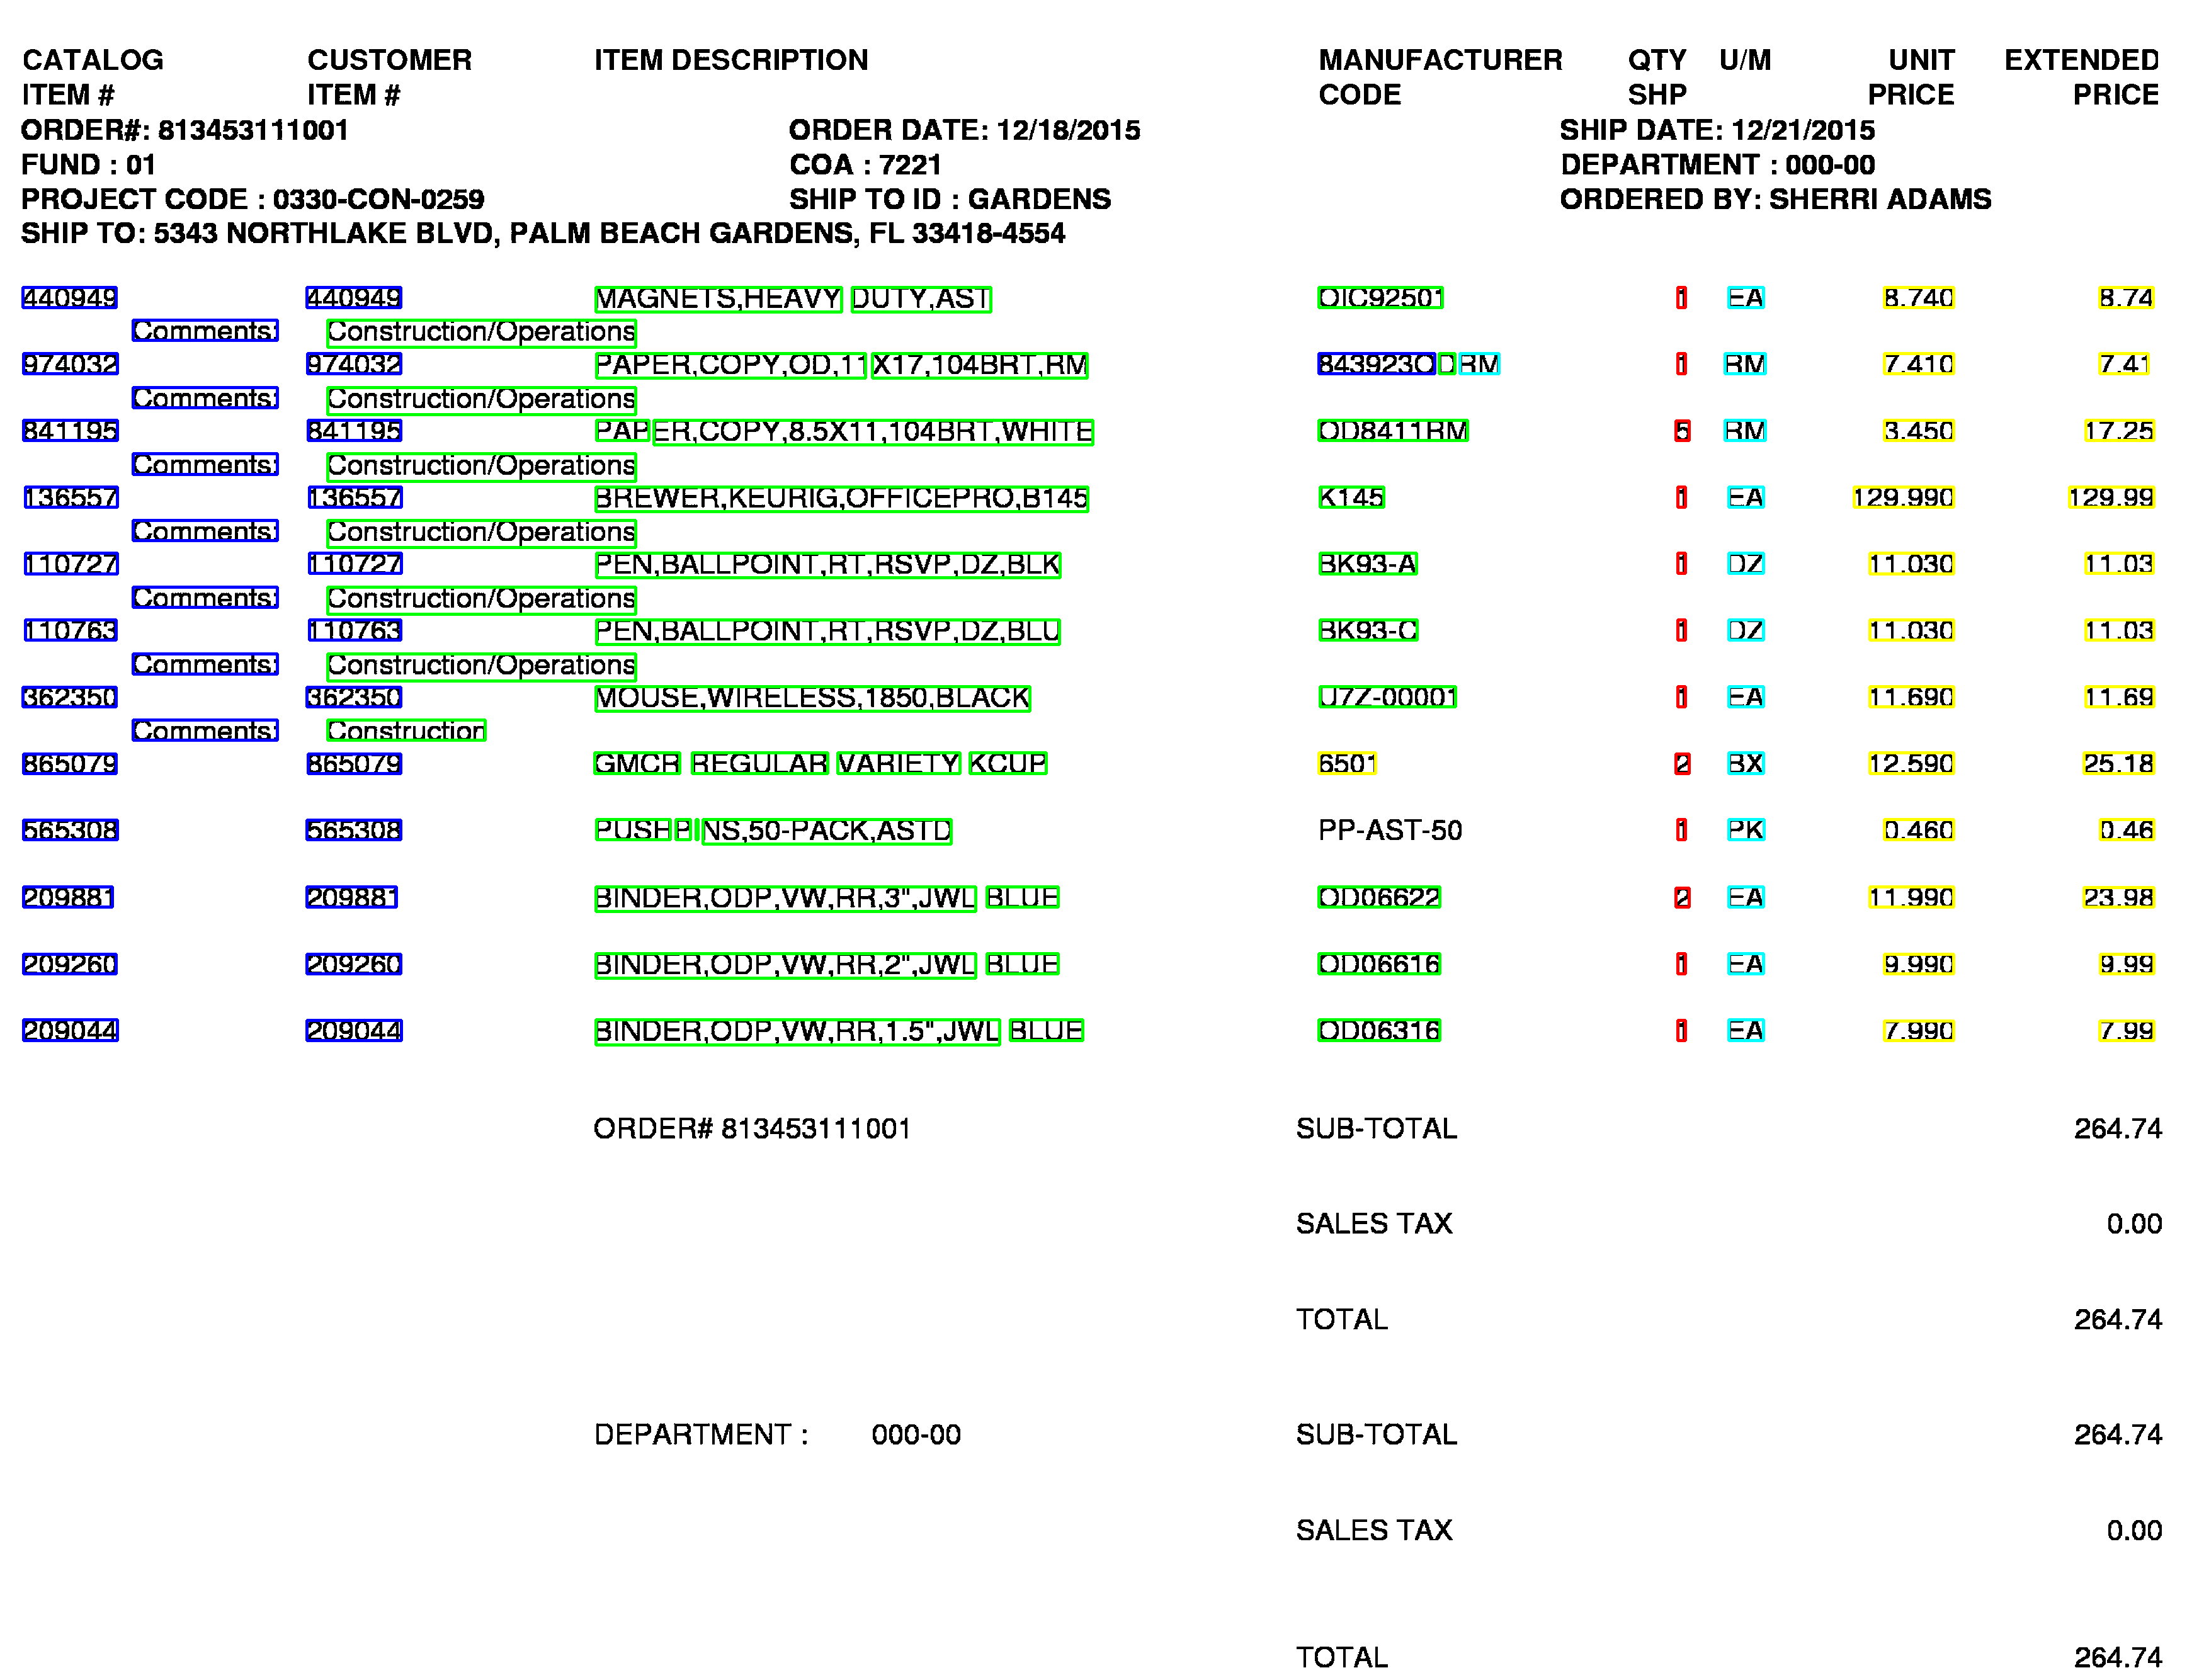 CATALOG CUSTOMER ITEM DESCRIPTION MANUFACTURER QTY U/M UNIT EXTENDED
ITEM # ITEM # CODE SHP PRICE PRICE
ORDER#: 813453111001 ORDER DATE: 12/18/2015 SHIP DATE: 12/21/2015
FUND : 01 COA : 7221 DEPARTMENT : 000-00
PROJECT CODE : 0330-CON-0259 SHIP TO ID : GARDENS ORDERED BY: SHERRI ADAMS
SHIP TO: 5343 NORTHLAKE BLVD, PALM BEACH GARDENS, FL 33418-4554
440949 440949 MAGNETS,HEAVY DUTY,AST OIC92501 1 EA 8.740 8.74
Comments: Construction/Operations
974032 974032 PAPER,COPY,OD,11X17,104BRT,RM 843923ODRM 1 RM 7.410 7.41
Comments: Construction/Operations
841195 841195 PAPER,COPY,8.5X11,104BRT,WHITE OD8411RM 5 RM 3.450 17.25
Comments: Construction/Operations
136557 136557 BREWER,KEURIG,OFFICEPRO,B145 K145 1 EA 129.990 129.99
Comments: Construction/Operations
110727 110727 PEN,BALLPOINT,RT,RSVP,DZ,BLK BK93-A 1 DZ 11.030 11.03
Comments: Construction/Operations
110763 110763 PEN,BALLPOINT,RT,RSVP,DZ,BLU BK93-C 1 DZ 11.030 11.03
Comments: Construction/Operations
362350 362350 MOUSE,WIRELESS,1850,BLACK U7Z-00001 1 EA 11.690 11.69
Comments: Construction
865079 865079 GMCR REGULAR VARIETY KCUP 6501 2 BX 12.590 25.18
565308 565308 PUSH PINS,50-PACK,ASTD PP-AST-50 1 PK 0.460 0.46
209881 209881 BINDER,ODP,VW,RR,3",JWL BLUE OD06622 2 EA 11.990 23.98
209260 209260 BINDER,ODP,VW,RR,2",JWL BLUE OD06616 1 EA 9.990 9.99
209044 209044 BINDER,ODP,VW,RR,1.5",JWL BLUE OD06316 1 EA 7.990 7.99
ORDER# 813453111001 SUB-TOTAL 264.74
SALES TAX 0.00
TOTAL 264.74
DEPARTMENT : 000-00 SUB-TOTAL 264.74
SALES TAX 0.00
TOTAL 264.74